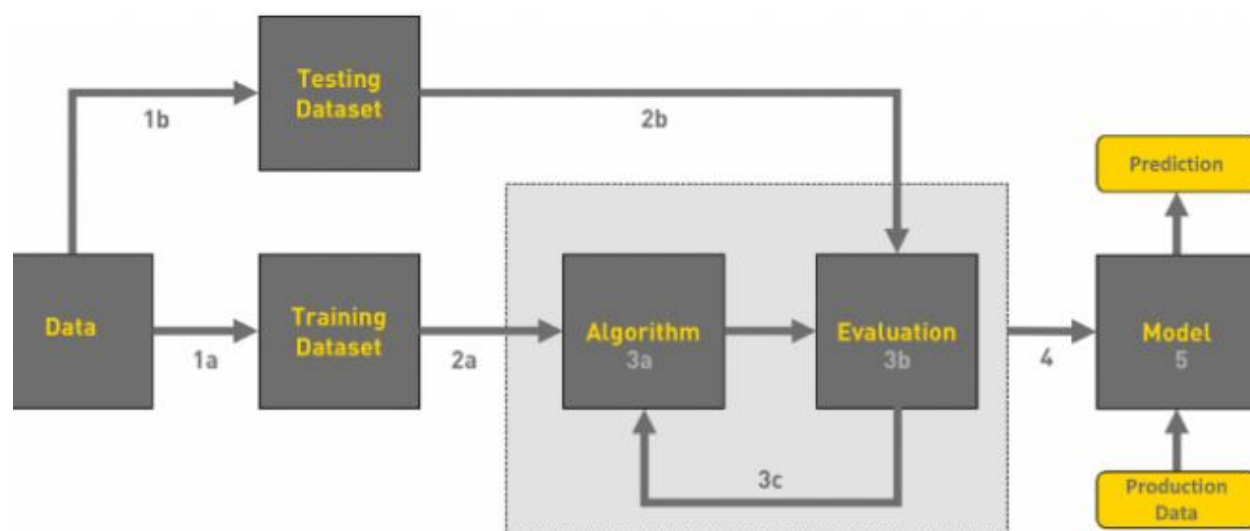 Testing
Dataset
1b
2b
Prediction
Data
1a
Training
Dataset
2a
Algorithm
3a
Evaluation
3b
4
Model
5
3c
Production
Data